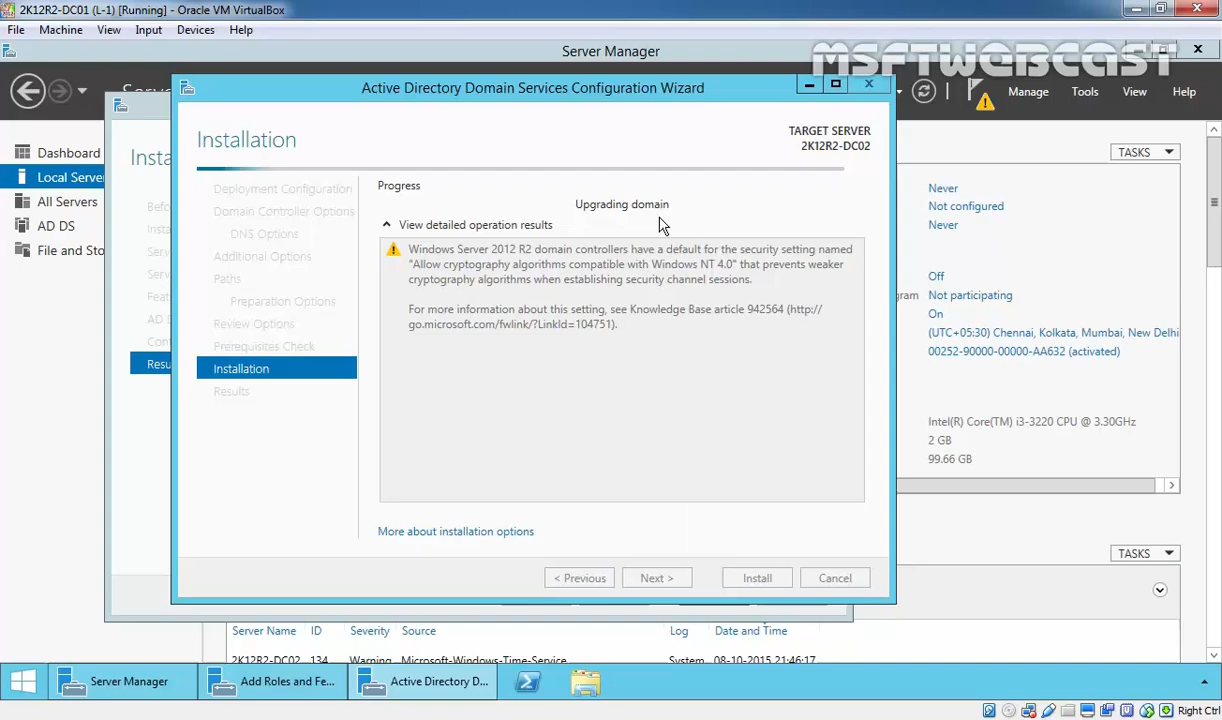 2K12R2-DC01 (L-1) [Running] - Oracle VM VirtualBox
File Machine View Input Devices Help
Server Manager
MSFTWEBCAST
Manage Tools View Help
Active Directory Domain Services Configuration Wizard
Installation
TARGET SERVER
2K12R2-DC02
Dashboard
Local Server
All Servers
AD DS
File and Sto
Deployment Configuration
Domain Controller Options
DNS Options
Additional Options
Paths
Preparation Options
Review Options
Prerequisites Check
Installation
Results
Progress
Upgrading domain
View detailed operation results
Windows Server 2012 R2 domain controllers have a default for the security setting named
"Allow cryptography algorithms compatible with Windows NT 4.0" that prevents weaker
cryptography algorithms when establishing security channel sessions.
For more information about this setting, see Knowledge Base article 942564 (http://
go.microsoft.com/fwlink/?LinkId=104751).
More about installation options
< Previous Next > Install Cancel
TASKS
Never
Not configured
Never
Off
Not participating
On
(UTC+05:30) Chennai, Kolkata, Mumbai, New Delhi
00252-90000-00000-AA632 (activated)
Intel(R) Core(TM) i3-3220 CPU @ 3.30GHz
2 GB
99.66 GB
TASKS
Server Name ID Severity Source Log Date and Time
2K12R2-DC02 134 Warning Microsoft-Windows-Time-Service System 08-10-2015 21:46:17
Server Manager Add Roles and Fe... Active Directory D...
Right Ctrl